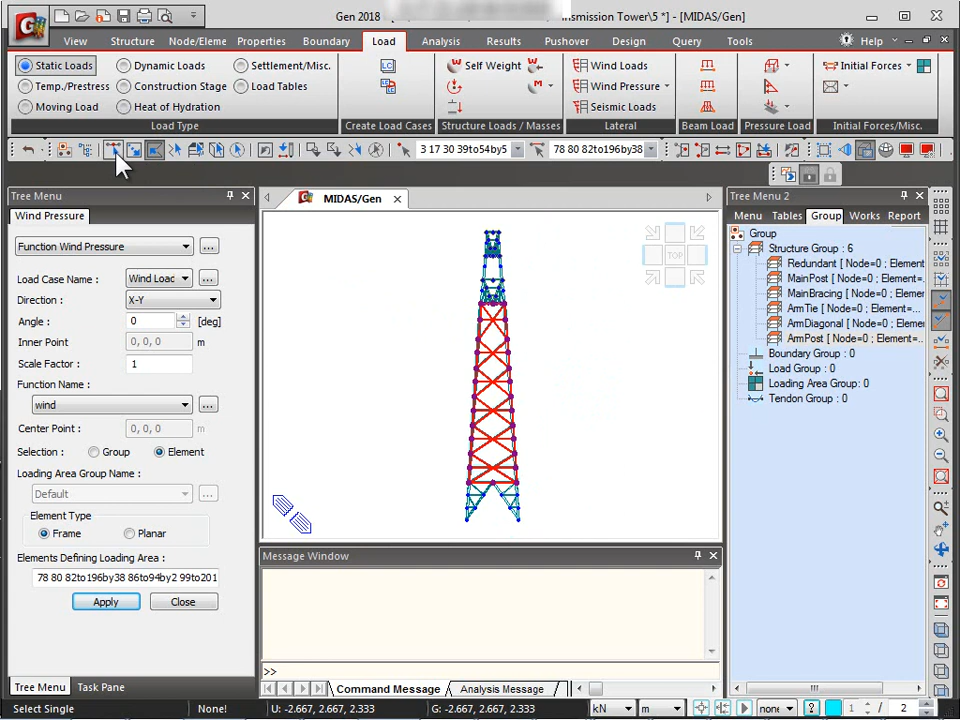 Gen 2018
nsmission Tower\5 *] - [MIDAS/Gen]
View Structure Node/Eleme Properties Boundary Load Analysis Results Pushover Design Query Tools Help
Static Loads Dynamic Loads Settlement/Misc.
Temp./Prestress Construction Stage Load Tables
Moving Load Heat of Hydration
Load Type
LC
Create Load Cases
Self Weight
Structure Loads / Masses
Wind Loads
Wind Pressure
Seismic Loads
Lateral
Beam Load
Pressure Load
Initial Forces
Initial Forces/Misc.
3 17 30 39to54by5 78 80 82to196by38
Tree Menu
Wind Pressure
Function Wind Pressure
Load Case Name : Wind Load
Direction : X-Y
Angle : 0 [deg]
Inner Point 0, 0, 0 m
Scale Factor : 1
Function Name :
wind
Center Point : 0, 0, 0 m
Selection : Group Element
Loading Area Group Name :
Default
Element Type
Frame Planar
Elements Defining Loading Area :
78 80 82to196by38 86to94by2 99to201
Apply Close
Tree Menu Task Pane
MIDAS/Gen
TOP
Message Window
>>
Command Message Analysis Message
Tree Menu 2
Menu Tables Group Works Report
Group
Structure Group : 6
Redundant [ Node=0 ; Element
MainPost [ Node=0 ; Element=
MainBracing [ Node=0 ; Elemen
ArmTie [ Node=0 ; Element=2...
ArmDiagonal [ Node=0 ; Elemen
ArmPost [ Node=0 ; Element=...
Boundary Group : 0
Load Group : 0
Loading Area Group: 0
Tendon Group : 0
Select Single None! U: -2.667, -2.667, 2.333 G: -2.667, -2.667, 2.333 kN m none 1 / 2